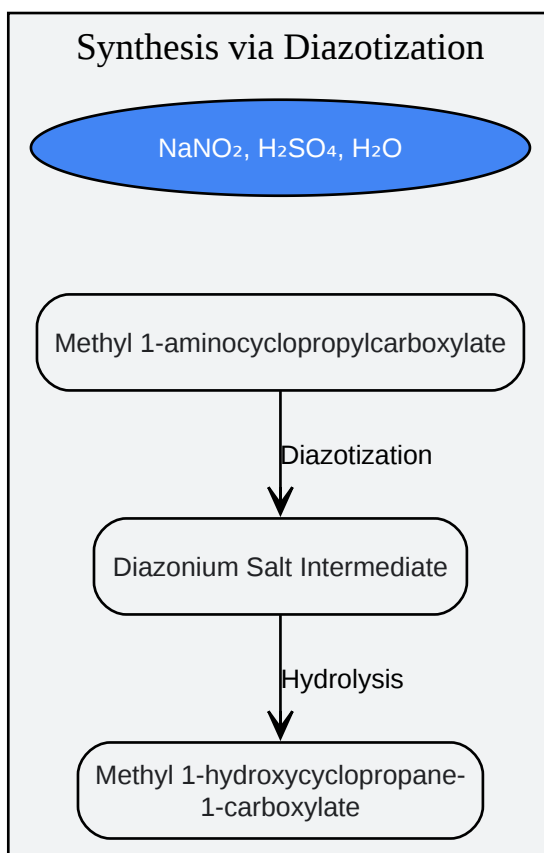 Synthesis via Diazotization
NaNO₂, H₂SO₄, H₂O
Methyl 1-aminocyclopropylcarboxylate
Diazotization
Diazonium Salt Intermediate
Hydrolysis
Methyl 1-hydroxycyclopropane-
1-carboxylate